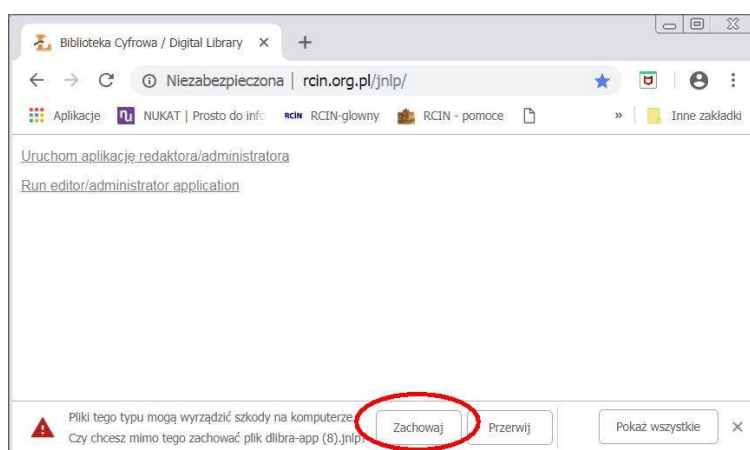 Biblioteka Cyfrowa / Digital Library
Niezabezpieczona | rcin.org.pl/jnlp/
Aplikacje NUKAT | Prosto do info RCIN RCIN-glowny RCIN - pomoce » Inne zakładki
Uruchom aplikację redaktora/administratora
Run editor/administrator application
Pliki tego typu mogą wyrządzić szkody na komputerze.
Czy chcesz mimo tego zachować plik dlibra-app (8).jnlp?
Zachowaj Przerwij Pokaż wszystkie